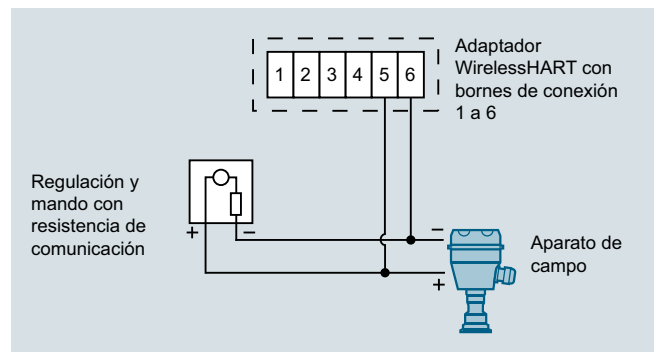 Adaptador
WirelessHART con
bornes de conexión
1 a 6
1 2 3 4 5 6
Regulación y
mando con
resistencia de
comunicación
+ −
−
+
Aparato de
campo